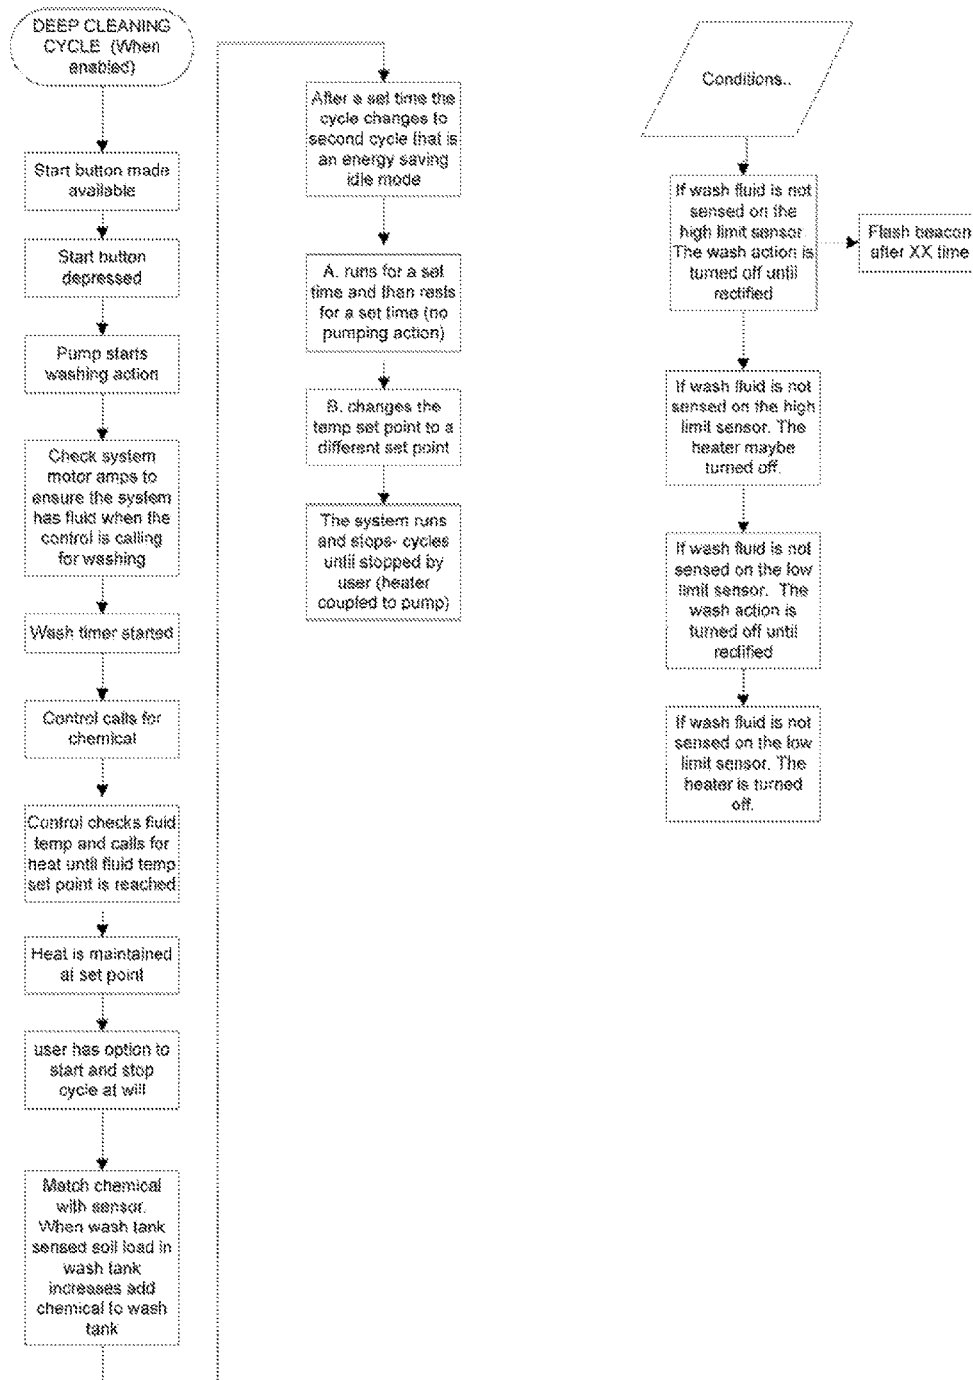 DEEP CLEANING
CYCLE (When
enabled)
Start button made
available
Start button
depressed
Pump starts
washing action
Check system
motor amps to
ensure the system
has fluid when the
control is calling
for washing
Wash timer started
Control calls for
chemical
Control checks fluid
temp and calls for
heat until fluid temp
set point is reached
Heat is maintained
at set point
user has option to
start and stop
cycle at will
Match chemical
with sensor.
When wash tank
sensed soil load in
wash tank
increases add
chemical to wash
tank
After a set time the
cycle changes to
second cycle that is
an energy saving
idle mode
A. runs for a set
time and then rests
for a set time (no
pumping action)
B. changes the
temp set point to a
different set point
The system runs
and stops- cycles
until stopped by
user (heater
coupled to pump)
Conditions..
If wash fluid is not
sensed on the
high limit sensor.
The wash action is
turned off until
rectified
Flash beacon
after XX time
If wash fluid is not
sensed on the high
limit sensor. The
heater maybe
turned off.
If wash fluid is not
sensed on the low
limit sensor. The
wash action is
turned off until
rectified
If wash fluid is not
sensed on the low
limit sensor. The
heater is turned
off.